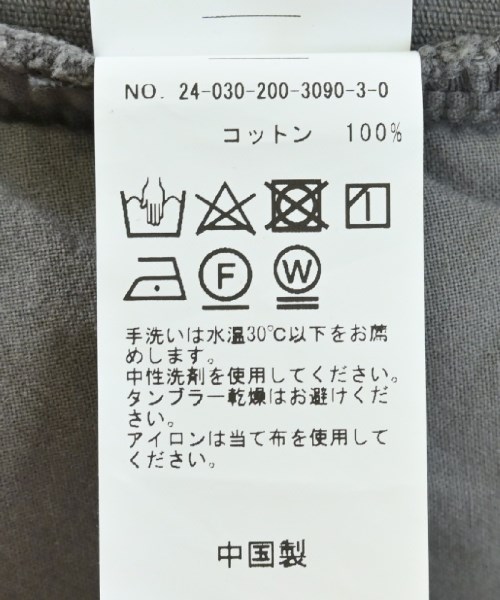 NO. 24-030-200-3090-3-0
コットン 100%
F
W
手洗いは水温30℃以下をお薦
めします。
中性洗剤を使用してください。
タンブラー乾燥はお避けくだ
さい。
アイロンは当て布を使用して
ください。
中国製